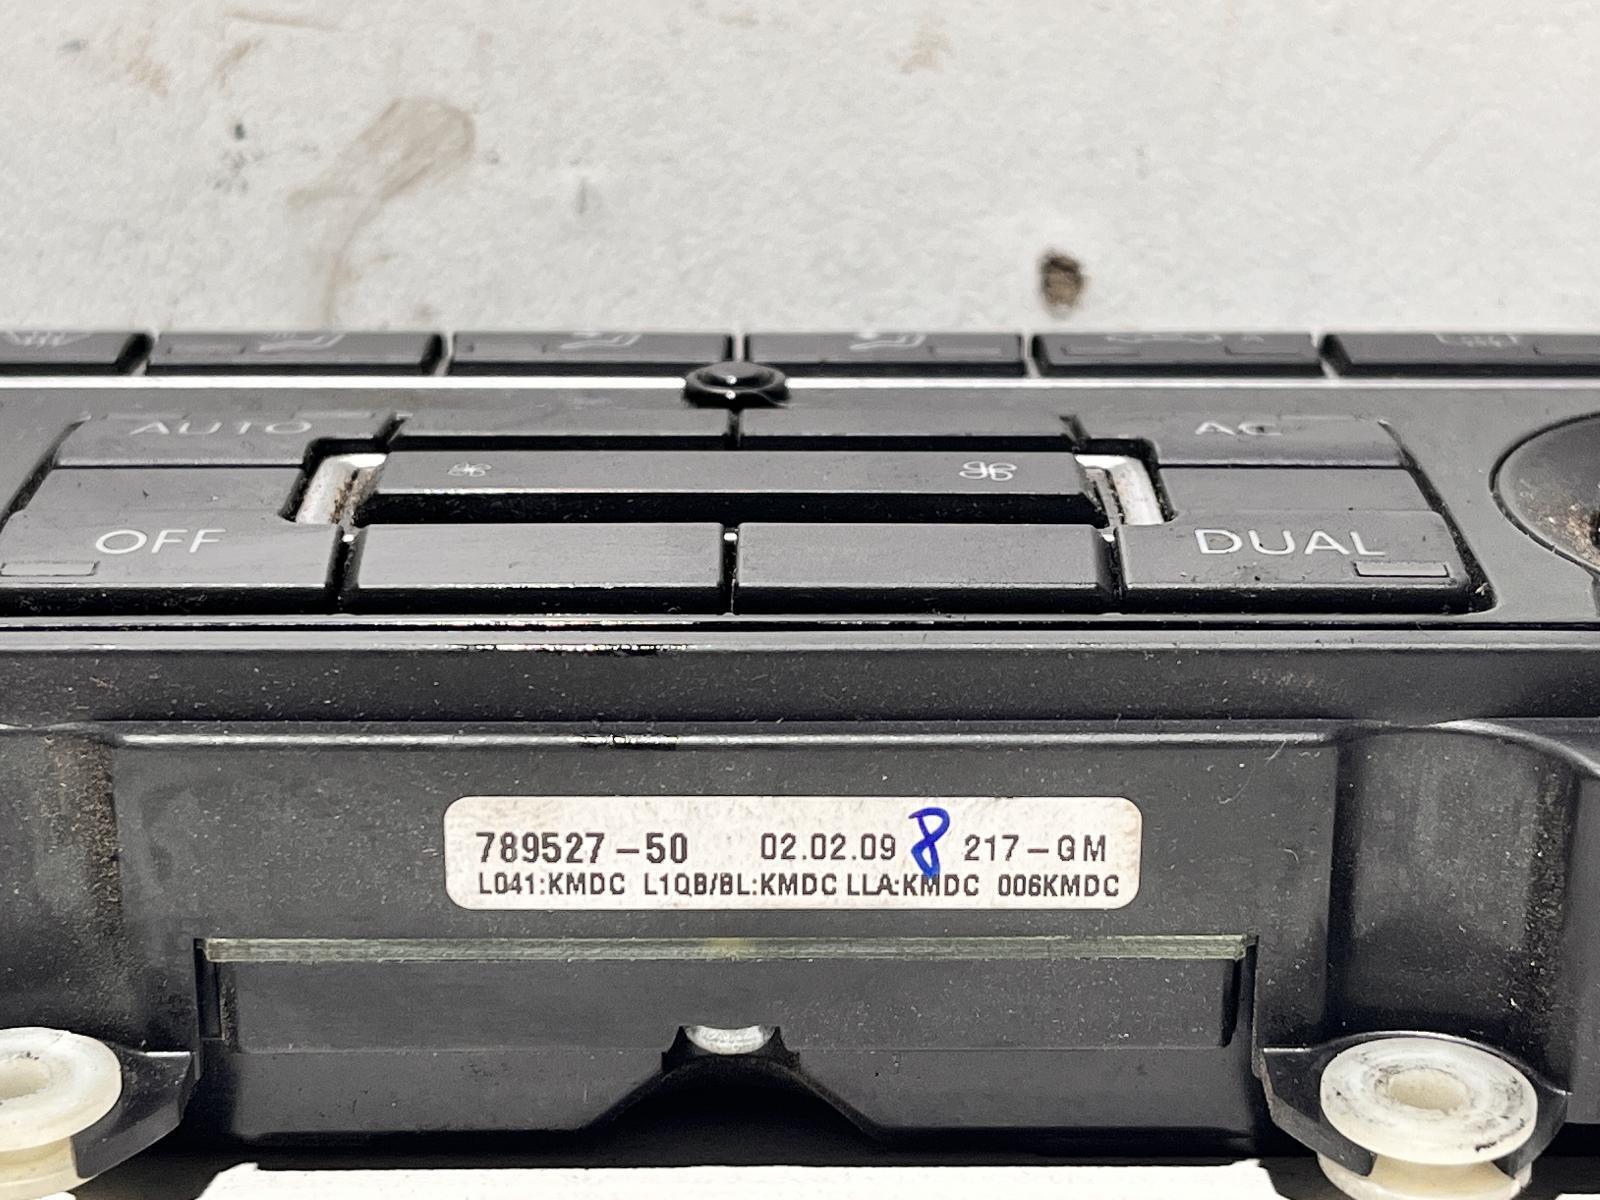 AUTO AC
OFF DUAL
789527-50 02.02.09 8 217-GM
L041:KMDC L1QB/BL:KMDC LLA:KMDC 006KMDC